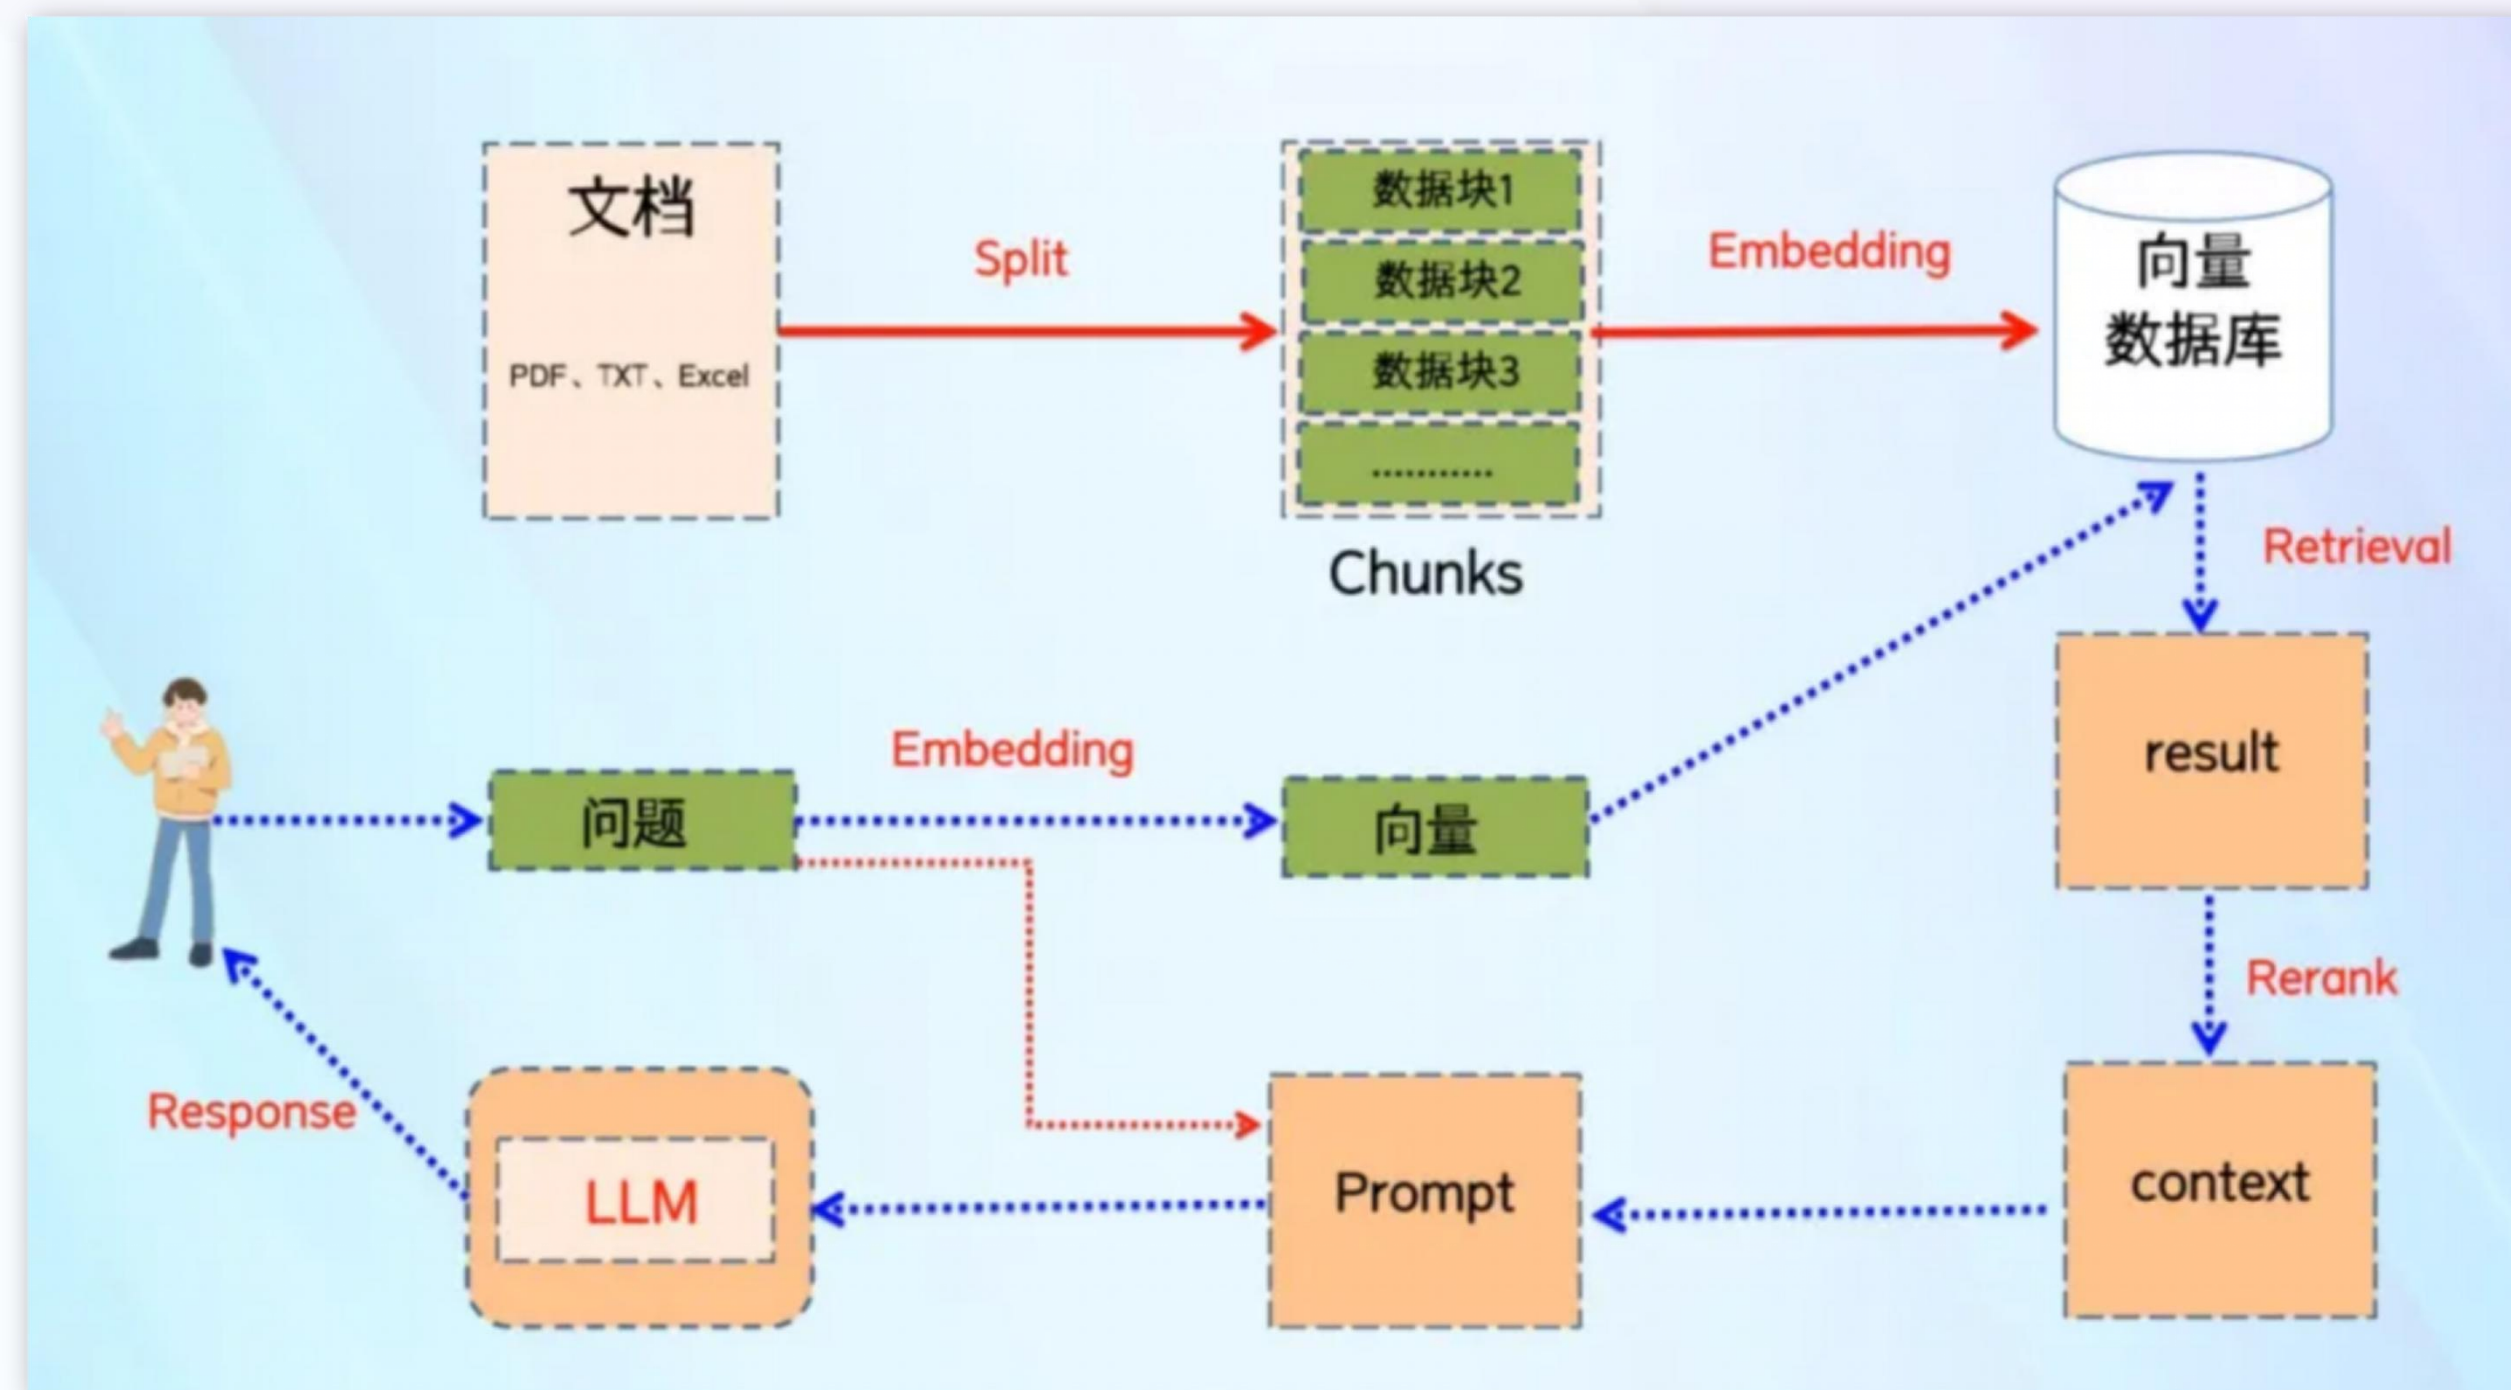 文档
PDF、TXT、Excel
Split
数据块1
数据块2
数据块3
...........
Chunks
Embedding
向量
数据库
Retrieval
result
问题
Embedding
向量
Rerank
Response
LLM
Prompt
context